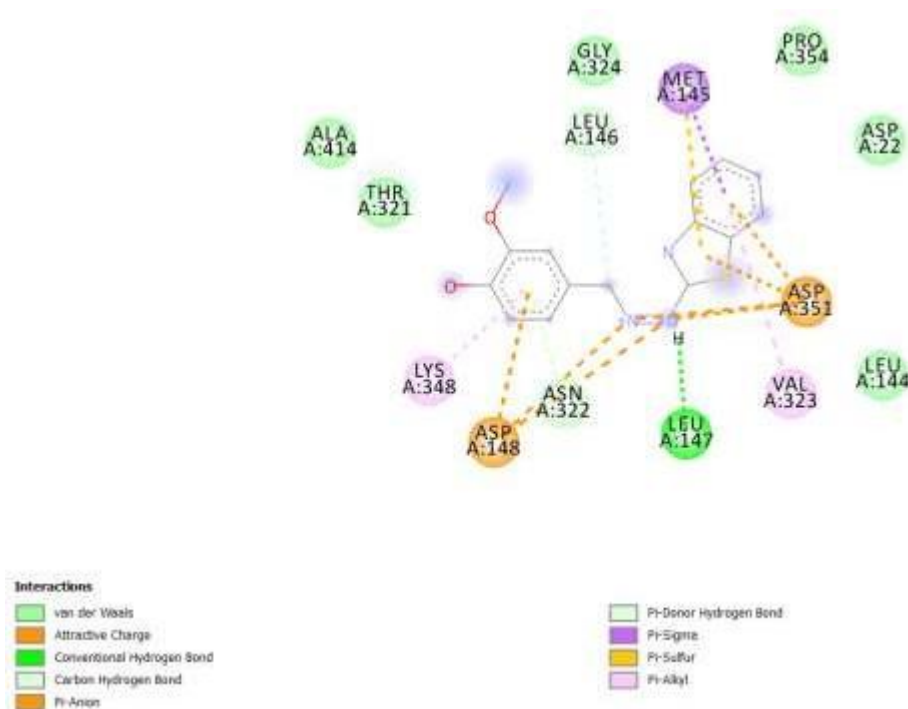 GLY
A:324
PRO
A:354
MET
A:145
LEU
A:146
ASP
A:22
ALA
A:414
THR
A:321
O
N
O
ASP
A:351
N
H
LYS
A:348
ASN
A:322
VAL
A:323
LEU
A:144
ASP
A:148
LEU
A:147
Interactions
van der Waals
Attractive Charge
Conventional Hydrogen Bond
Carbon Hydrogen Bond
Pi-Anion
Pi-Donor Hydrogen Bond
Pi-Sigma
Pi-Sulfur
Pi-Alkyl